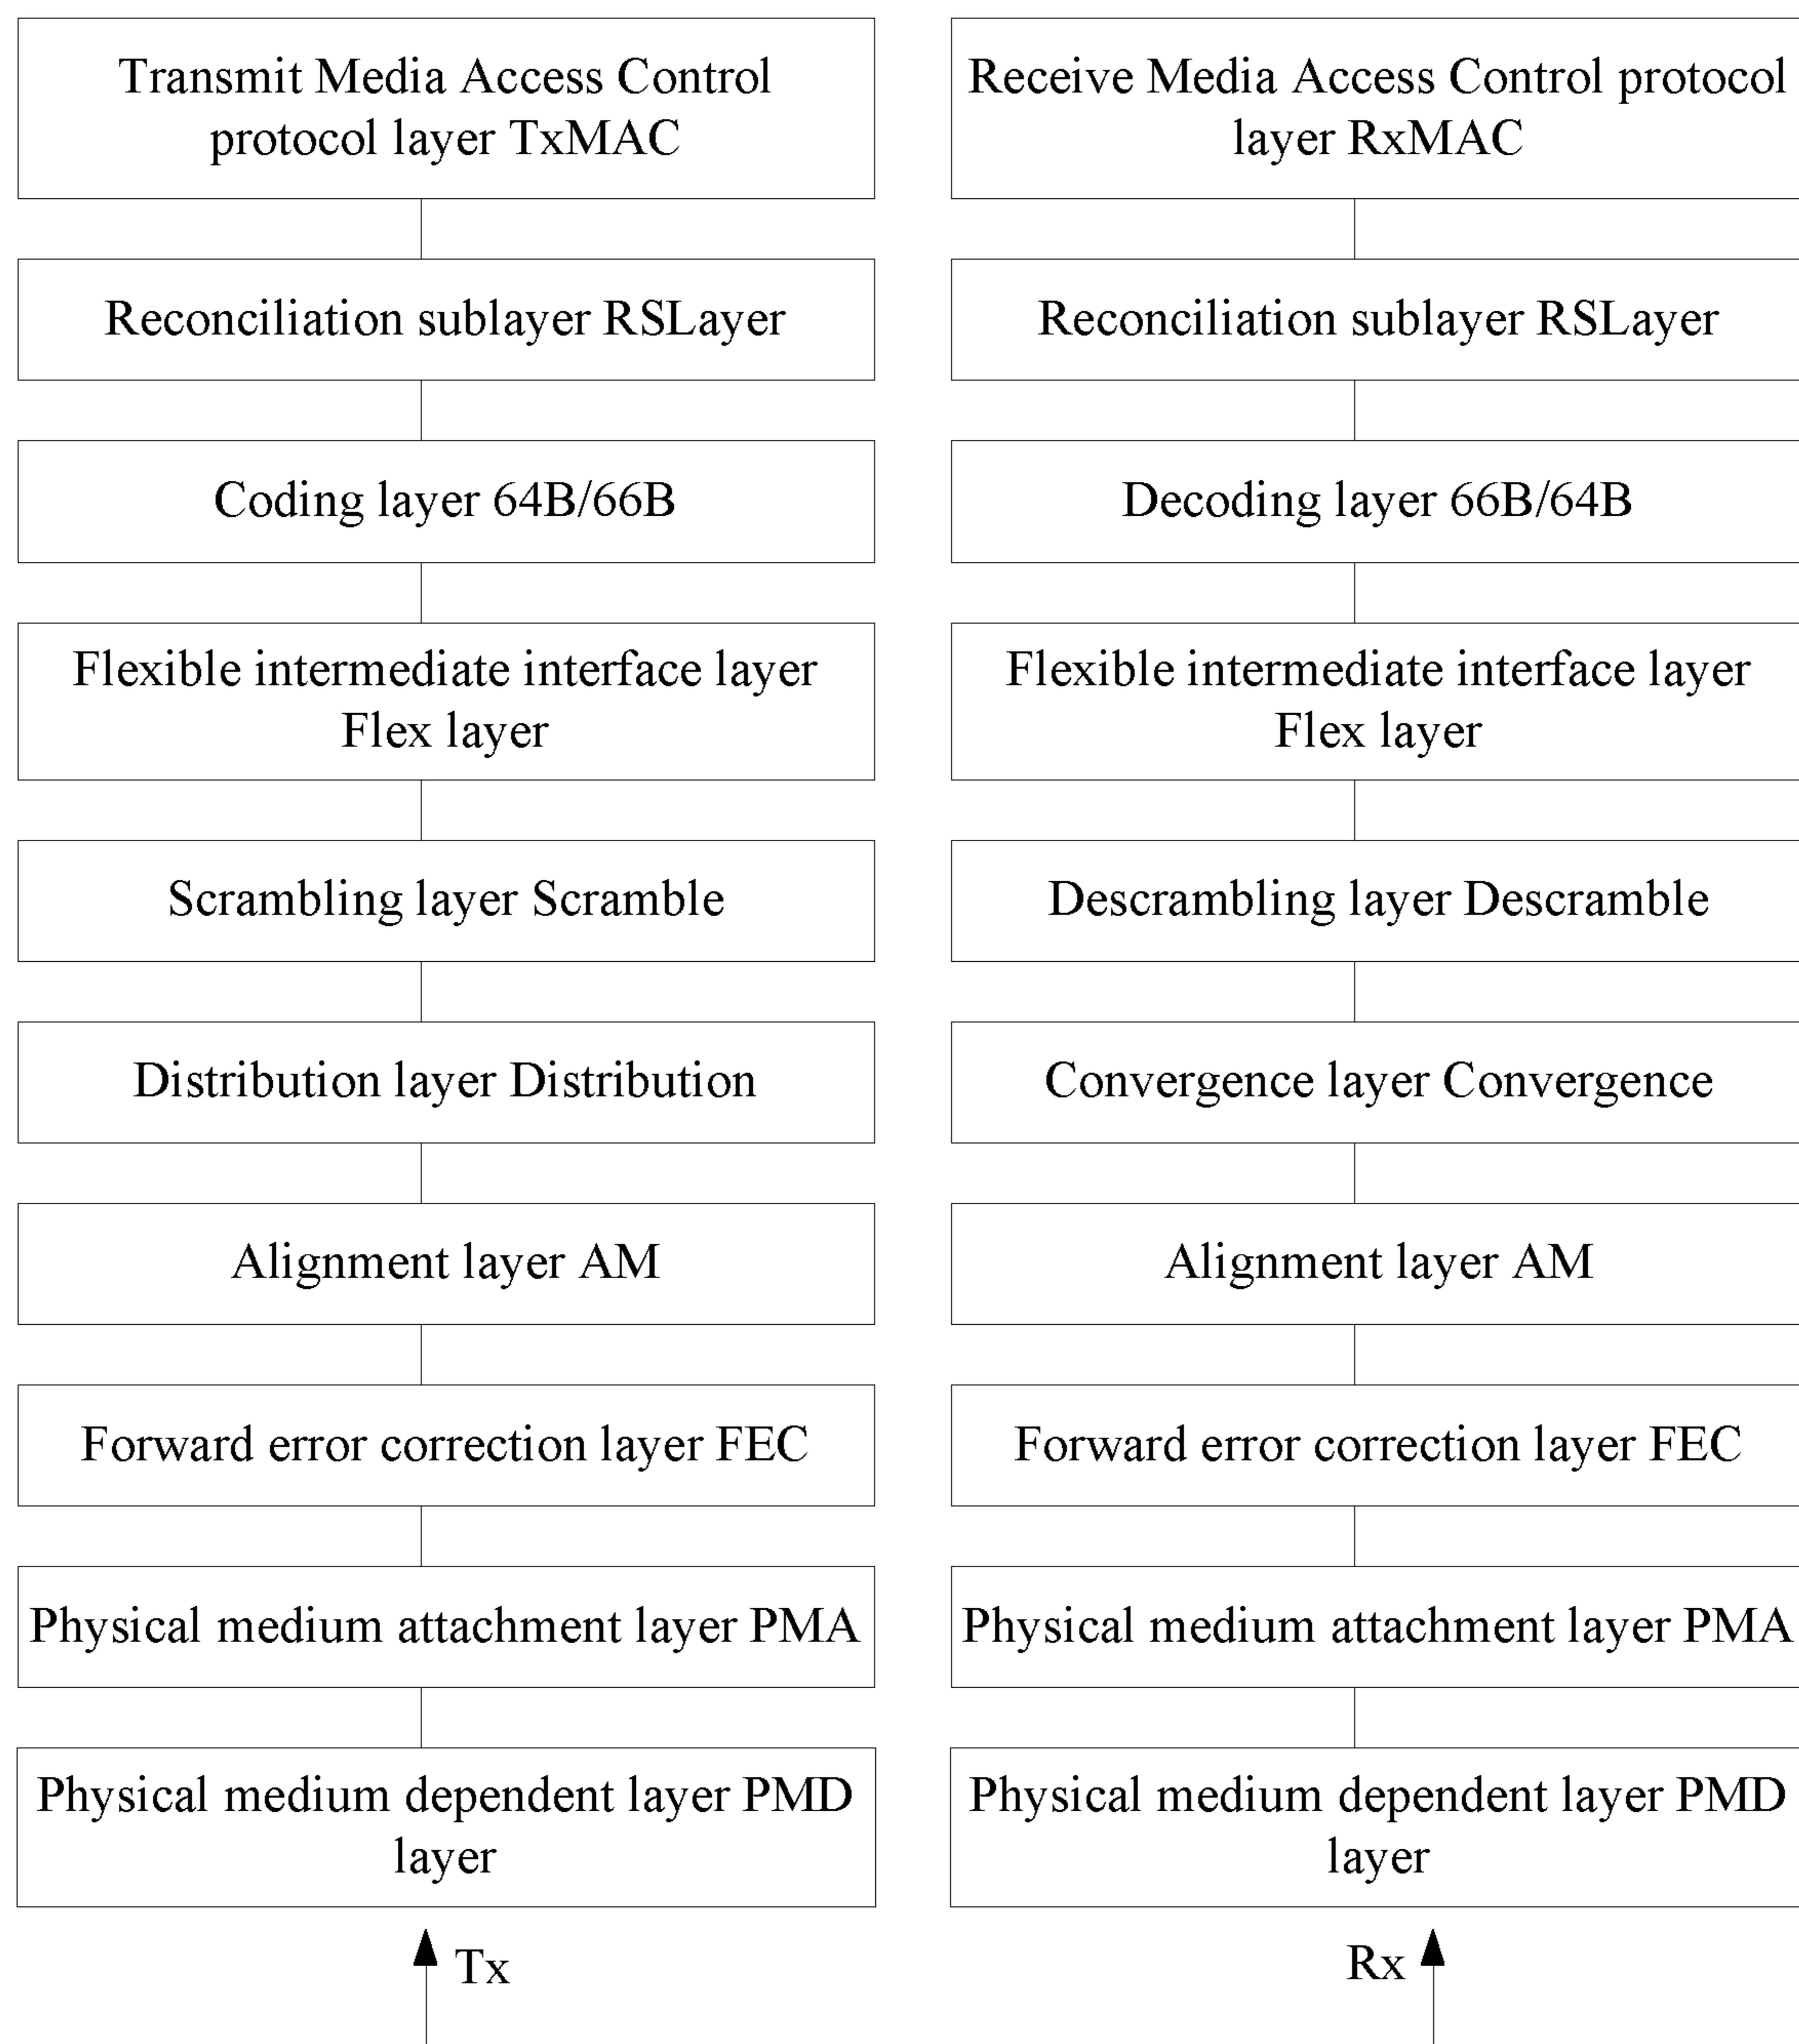 Transmit Media Access Control
protocol layer TxMAC
Receive Media Access Control protocol
layer RxMAC
Reconciliation sublayer RSLayer
Reconciliation sublayer RSLayer
Coding layer 64B/66B
Decoding layer 66B/64B
Flexible intermediate interface layer
Flex layer
Flexible intermediate interface layer
Flex layer
Scrambling layer Scramble
Descrambling layer Descramble
Distribution layer Distribution
Convergence layer Convergence
Alignment layer AM
Alignment layer AM
Forward error correction layer FEC
Forward error correction layer FEC
Physical medium attachment layer PMA
Physical medium attachment layer PMA
Physical medium dependent layer PMD
layer
Physical medium dependent layer PMD
layer
Tx
Rx